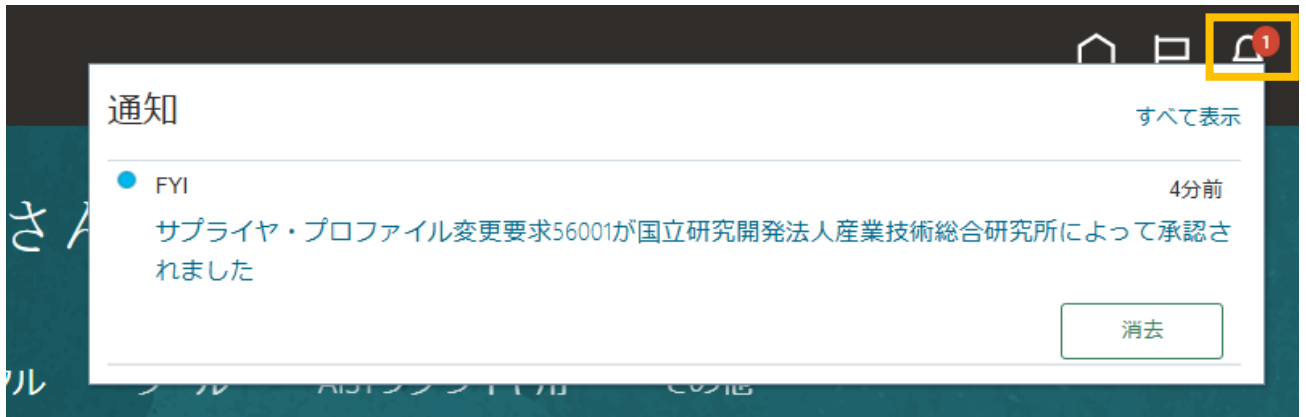 1
通知
すべて表示
FYI
4分前
サプライヤ・プロファイル変更要求56001が国立研究開発法人産業技術総合研究所によって承認さ
れました
消去
さん